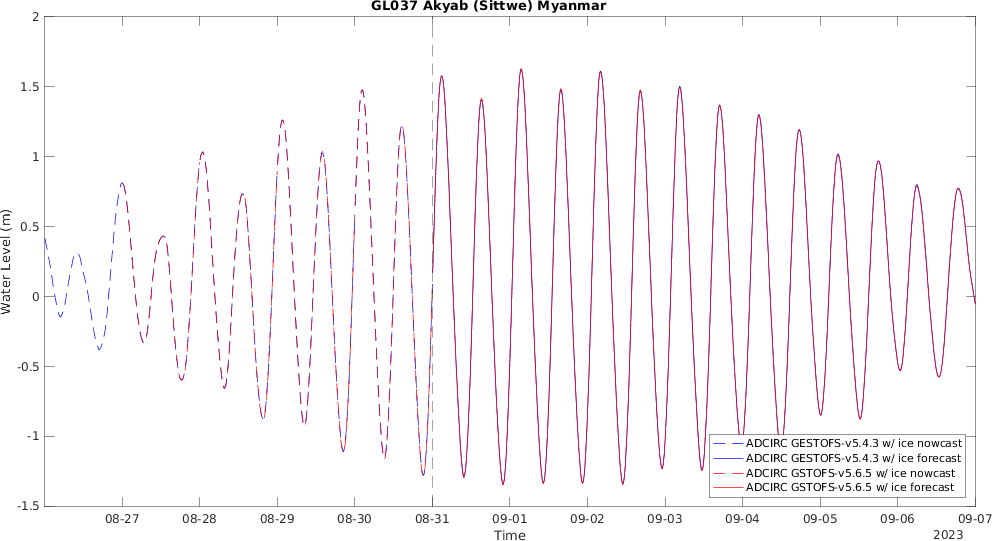 GL037 Akyab (Sittwe) Myanmar
Water Level (m)
2
1.5
1
0.5
0
-0.5
-1
-1.5
ADCIRC GESTOFS-v5.4.3 w/ ice nowcast
ADCIRC GESTOFS-v5.4.3 w/ ice forecast
ADCIRC GSTOFS-v5.6.5 w/ ice nowcast
ADCIRC GSTOFS-v5.6.5 w/ ice forecast
08-27 08-28 08-29 08-30 08-31 09-01 09-02 09-03 09-04 09-05 09-06 09-07
Time
2023